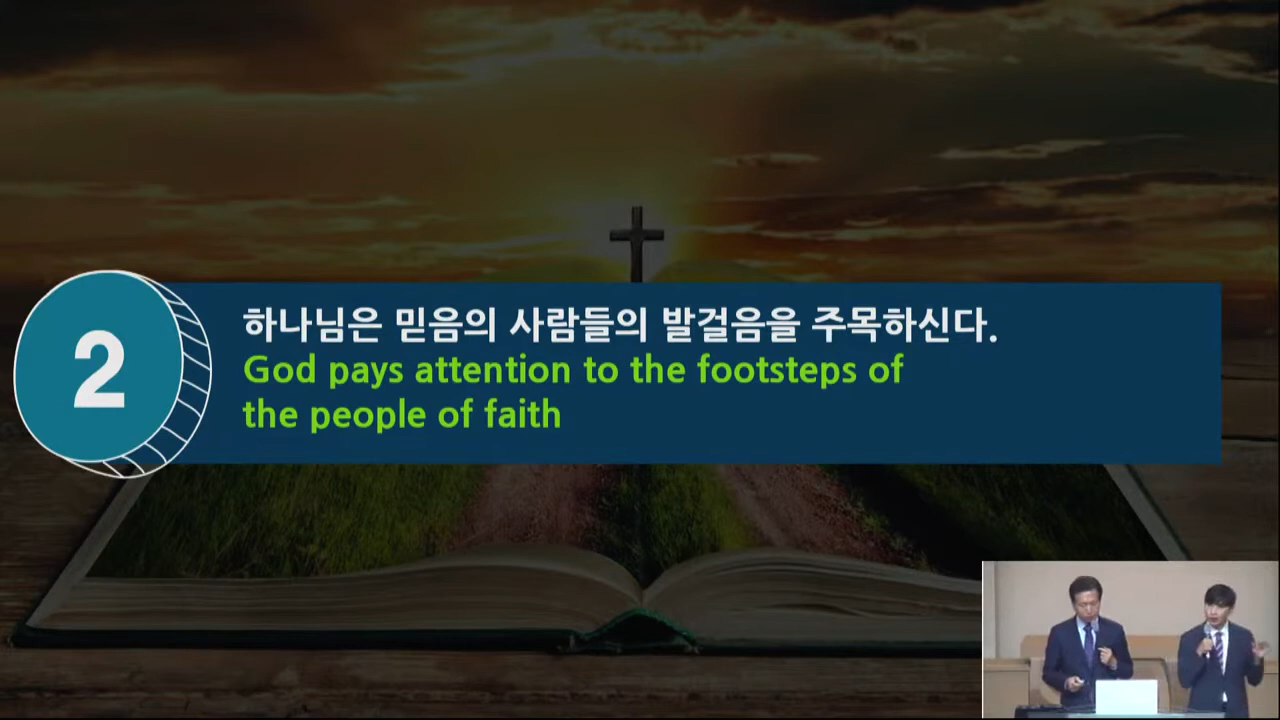 2
하나님은 믿음의 사람들의 발걸음을 주목하신다.
God pays attention to the footsteps of
the people of faith